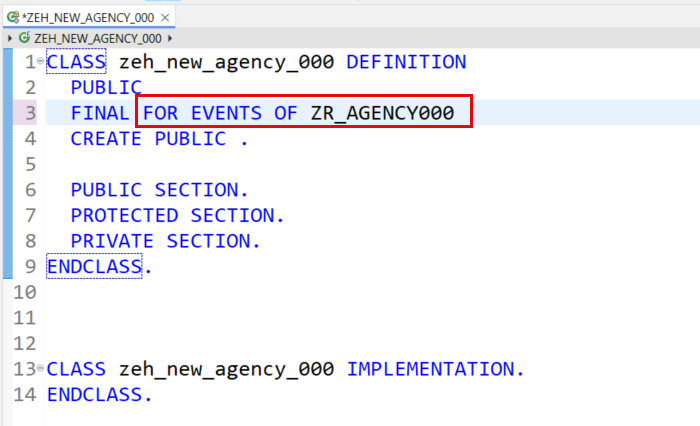 *ZEH_NEW_AGENCY_000
ZEH_NEW_AGENCY_000
1 CLASS zeh_new_agency_000 DEFINITION
2 PUBLIC
3 FINAL FOR EVENTS OF ZR_AGENCY000
4 CREATE PUBLIC .
5
6 PUBLIC SECTION.
7 PROTECTED SECTION.
8 PRIVATE SECTION.
9 ENDCLASS.
10
11
12
13 CLASS zeh_new_agency_000 IMPLEMENTATION.
14 ENDCLASS.